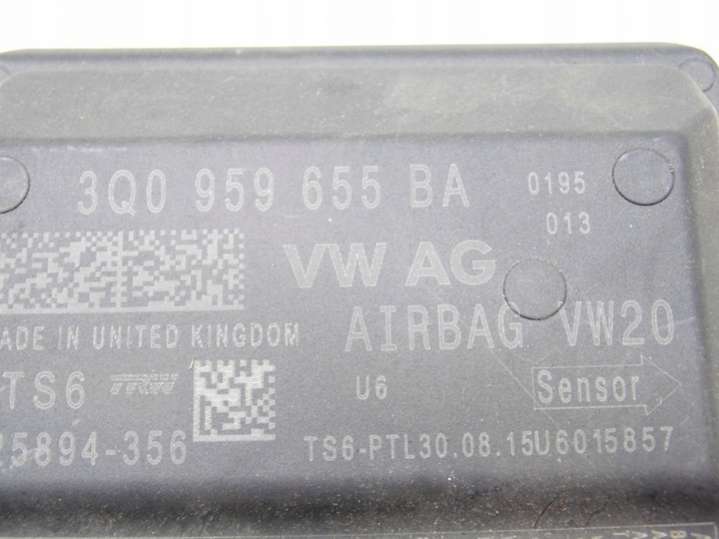 3Q0 959 655 BA 0195
013
VW AG
ADE IN UNITED KINGDOM
AIRBAG VW20
TS6 TRW U6 Sensor
25894-356
TS6-PTL30.08.15U6015857